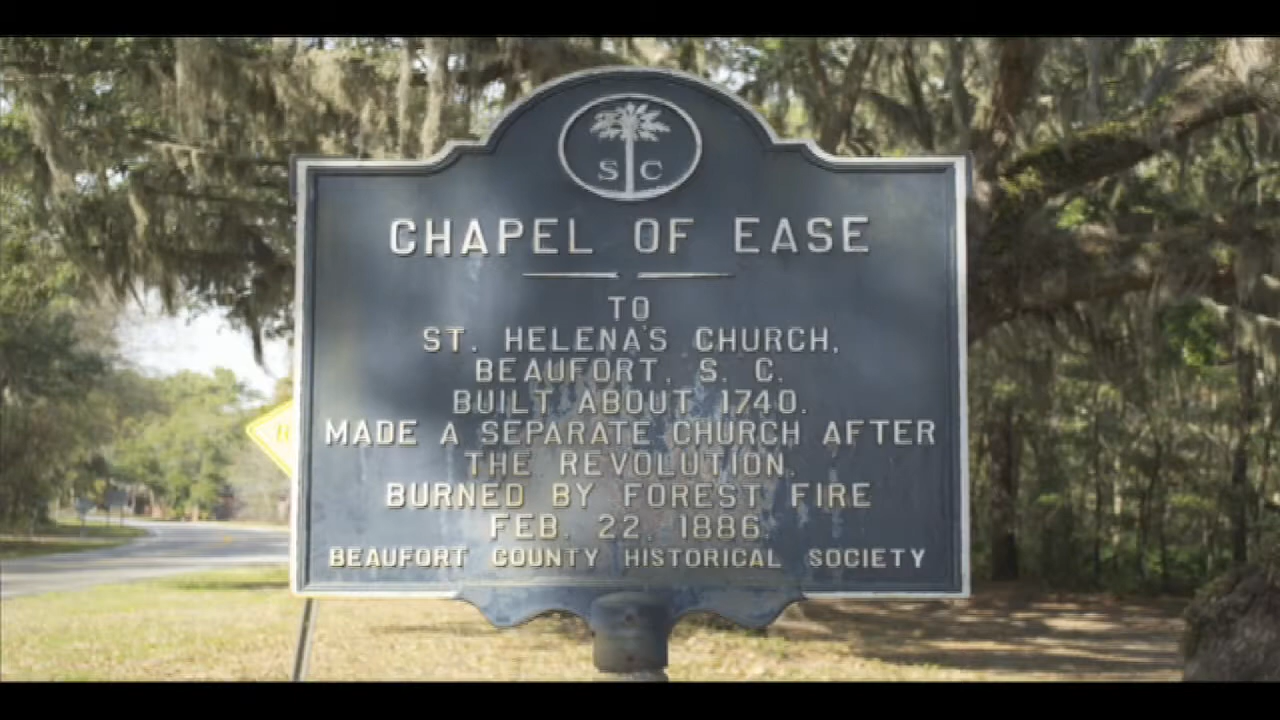 S C
CHAPEL OF EASE
TO
ST. HELENA'S CHURCH,
BEAUFORT, S. C.
BUILT ABOUT 1740.
MADE A SEPARATE CHURCH AFTER
THE REVOLUTION.
BURNED BY FOREST FIRE
FEB. 22, 1886.
BEAUFORT COUNTY HISTORICAL SOCIETY